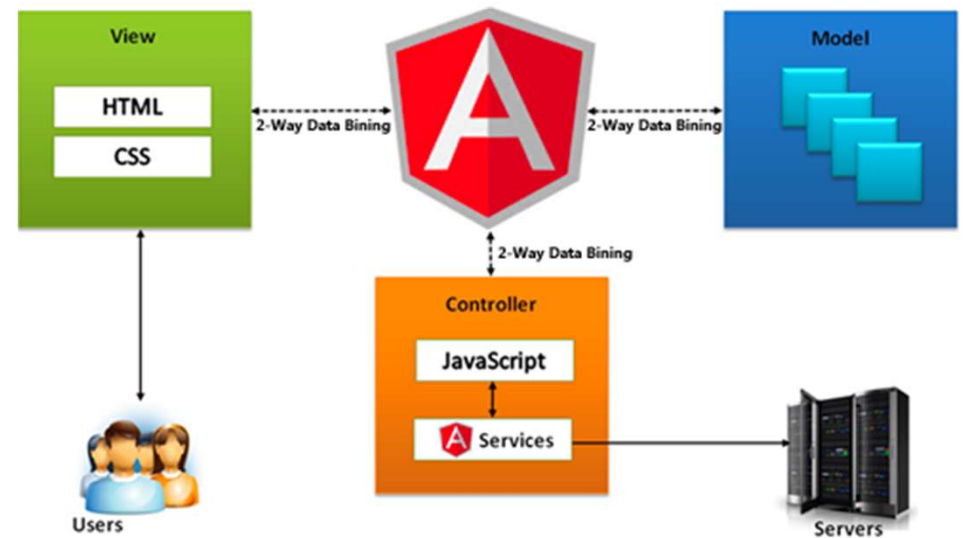 View
HTML
CSS
2-Way Data Bining
A
2-Way Data Bining
Model
2-Way Data Bining
Controller
JavaScript
A Services
Users
Servers